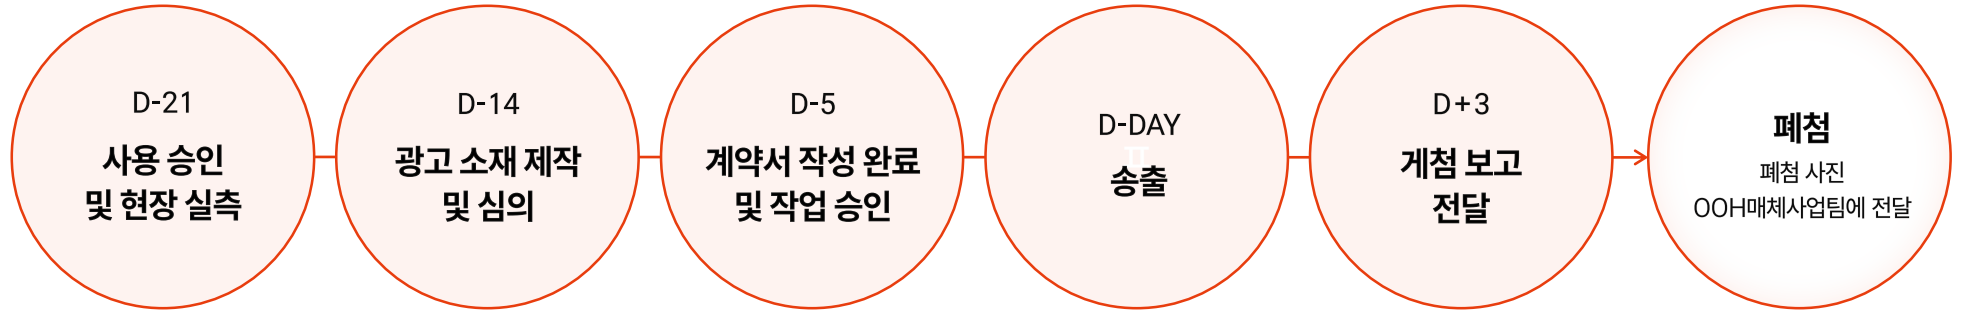 D-21
사용 승인
및 현장 실측
D-14
광고 소재 제작
및 심의
D-5
계약서 작성 완료
및 작업 승인
D-DAY
송출
D+3
게첨 보고
전달
폐첨
폐첨 사진
OOH매체사업팀에 전달